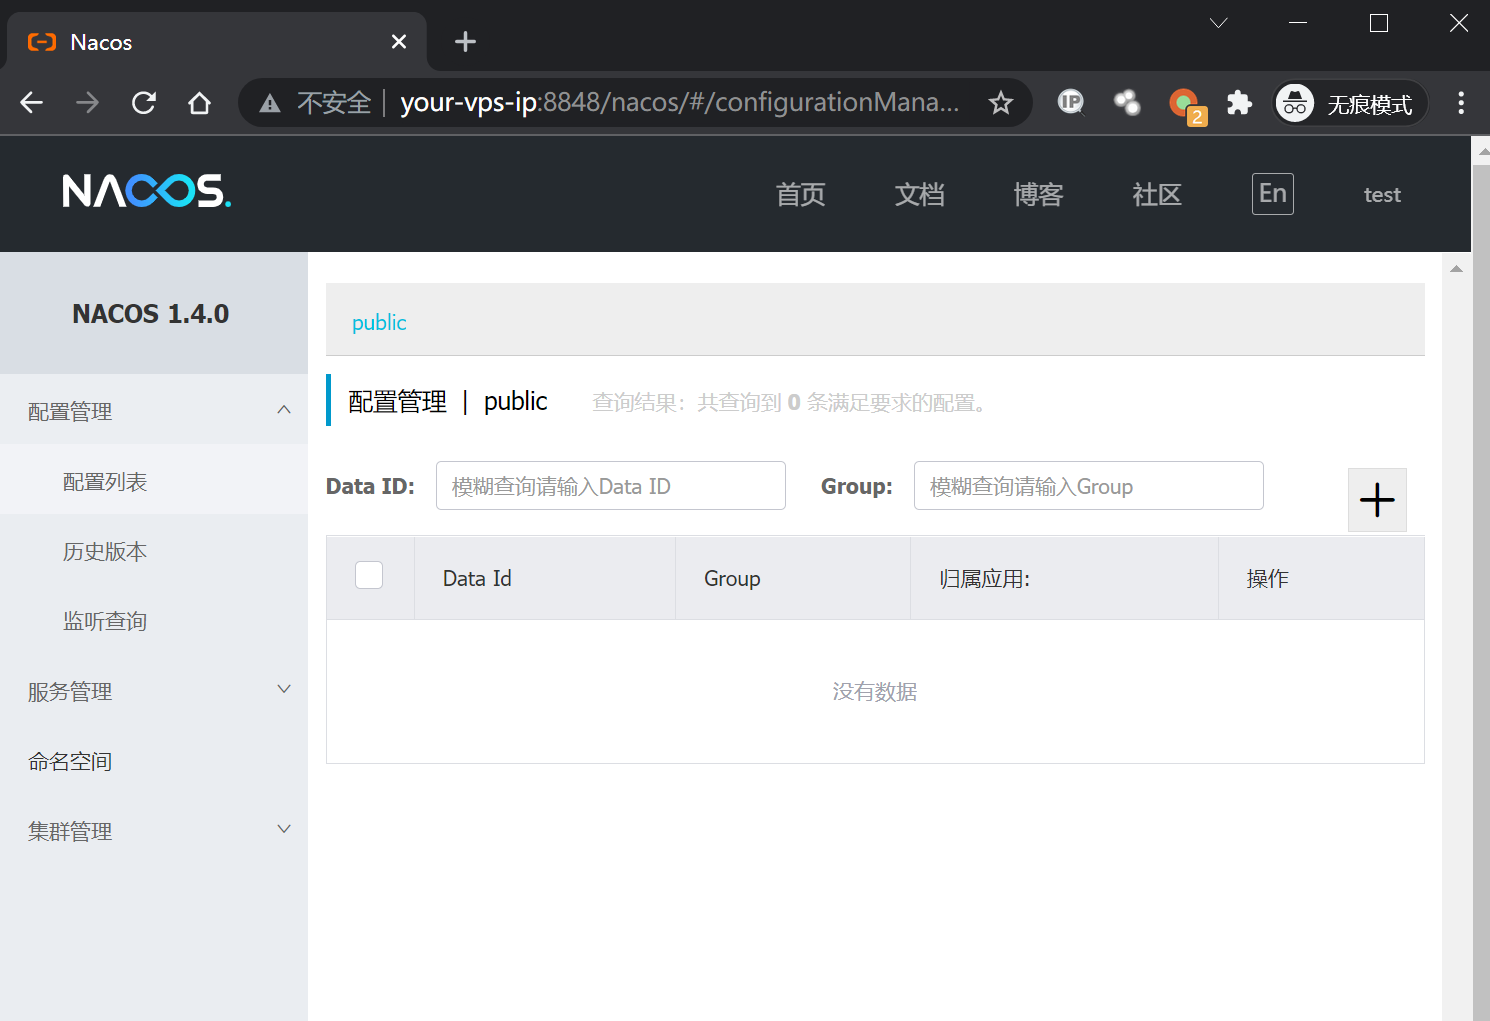 Nacos
不安全 your-vps-ip:8848/nacos/#/configurationMana...
IP
2
无痕模式
NACOS.
首页 文档 博客 社区 En test
NACOS 1.4.0
public
配置管理
配置管理 | public 查询结果：共查询到 0 条满足要求的配置。
配置列表
Data ID: 模糊查询请输入Data ID Group: 模糊查询请输入Group
历史版本
Data Id Group 归属应用: 操作
监听查询
服务管理
没有数据
命名空间
集群管理